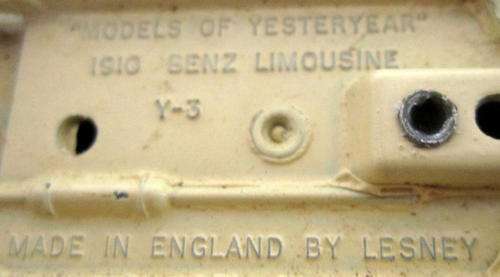 "MODELS OF YESTERYEAR"
1910 BENZ LIMOUSINE
Y-3
MADE IN ENGLAND BY LESNEY